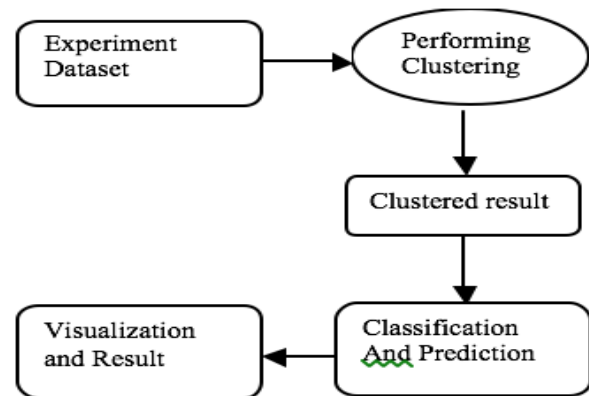 Experiment
Dataset
Performing
Clustering
Clustered result
Classification
And Prediction
Visualization
and Result